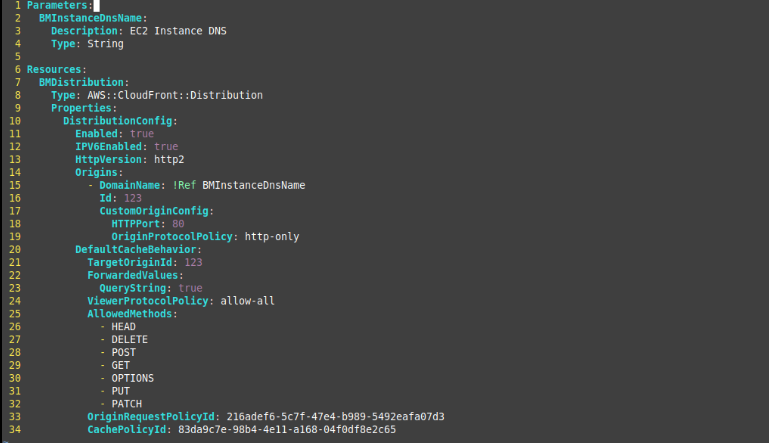 1 Parameters:
2   BMInstanceDnsName:
3     Description: EC2 Instance DNS
4     Type: String
5
6 Resources:
7   BMDistribution:
8     Type: AWS::CloudFront::Distribution
9     Properties:
10       DistributionConfig:
11         Enabled: true
12         IPV6Enabled: true
13         HttpVersion: http2
14         Origins:
15           - DomainName: !Ref BMInstanceDnsName
16             Id: 123
17             CustomOriginConfig:
18               HTTPPort: 80
19               OriginProtocolPolicy: http-only
20         DefaultCacheBehavior:
21           TargetOriginId: 123
22           ForwardedValues:
23             QueryString: true
24           ViewerProtocolPolicy: allow-all
25           AllowedMethods:
26             - HEAD
27             - DELETE
28             - POST
29             - GET
30             - OPTIONS
31             - PUT
32             - PATCH
33           OriginRequestPolicyId: 216adef6-5c7f-47e4-b989-5492eafa07d3
34           CachePolicyId: 83da9c7e-98b4-4e11-a168-04f0df8e2c65